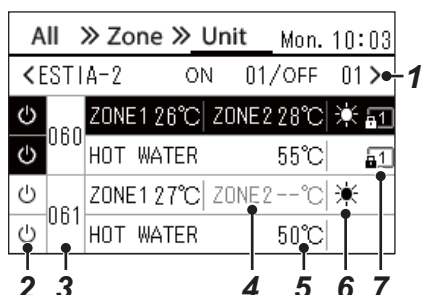 All ≫ Zone ≫ Unit Mon. 10:03
<ESTIA-2 ON 01/OFF 01> 1
060 ZONE1 26℃ ZONE2 28℃ 1
HOT WATER 55℃ 1
061 ZONE1 27℃ ZONE2 --℃
HOT WATER 50℃
2 3 4 5 6 7